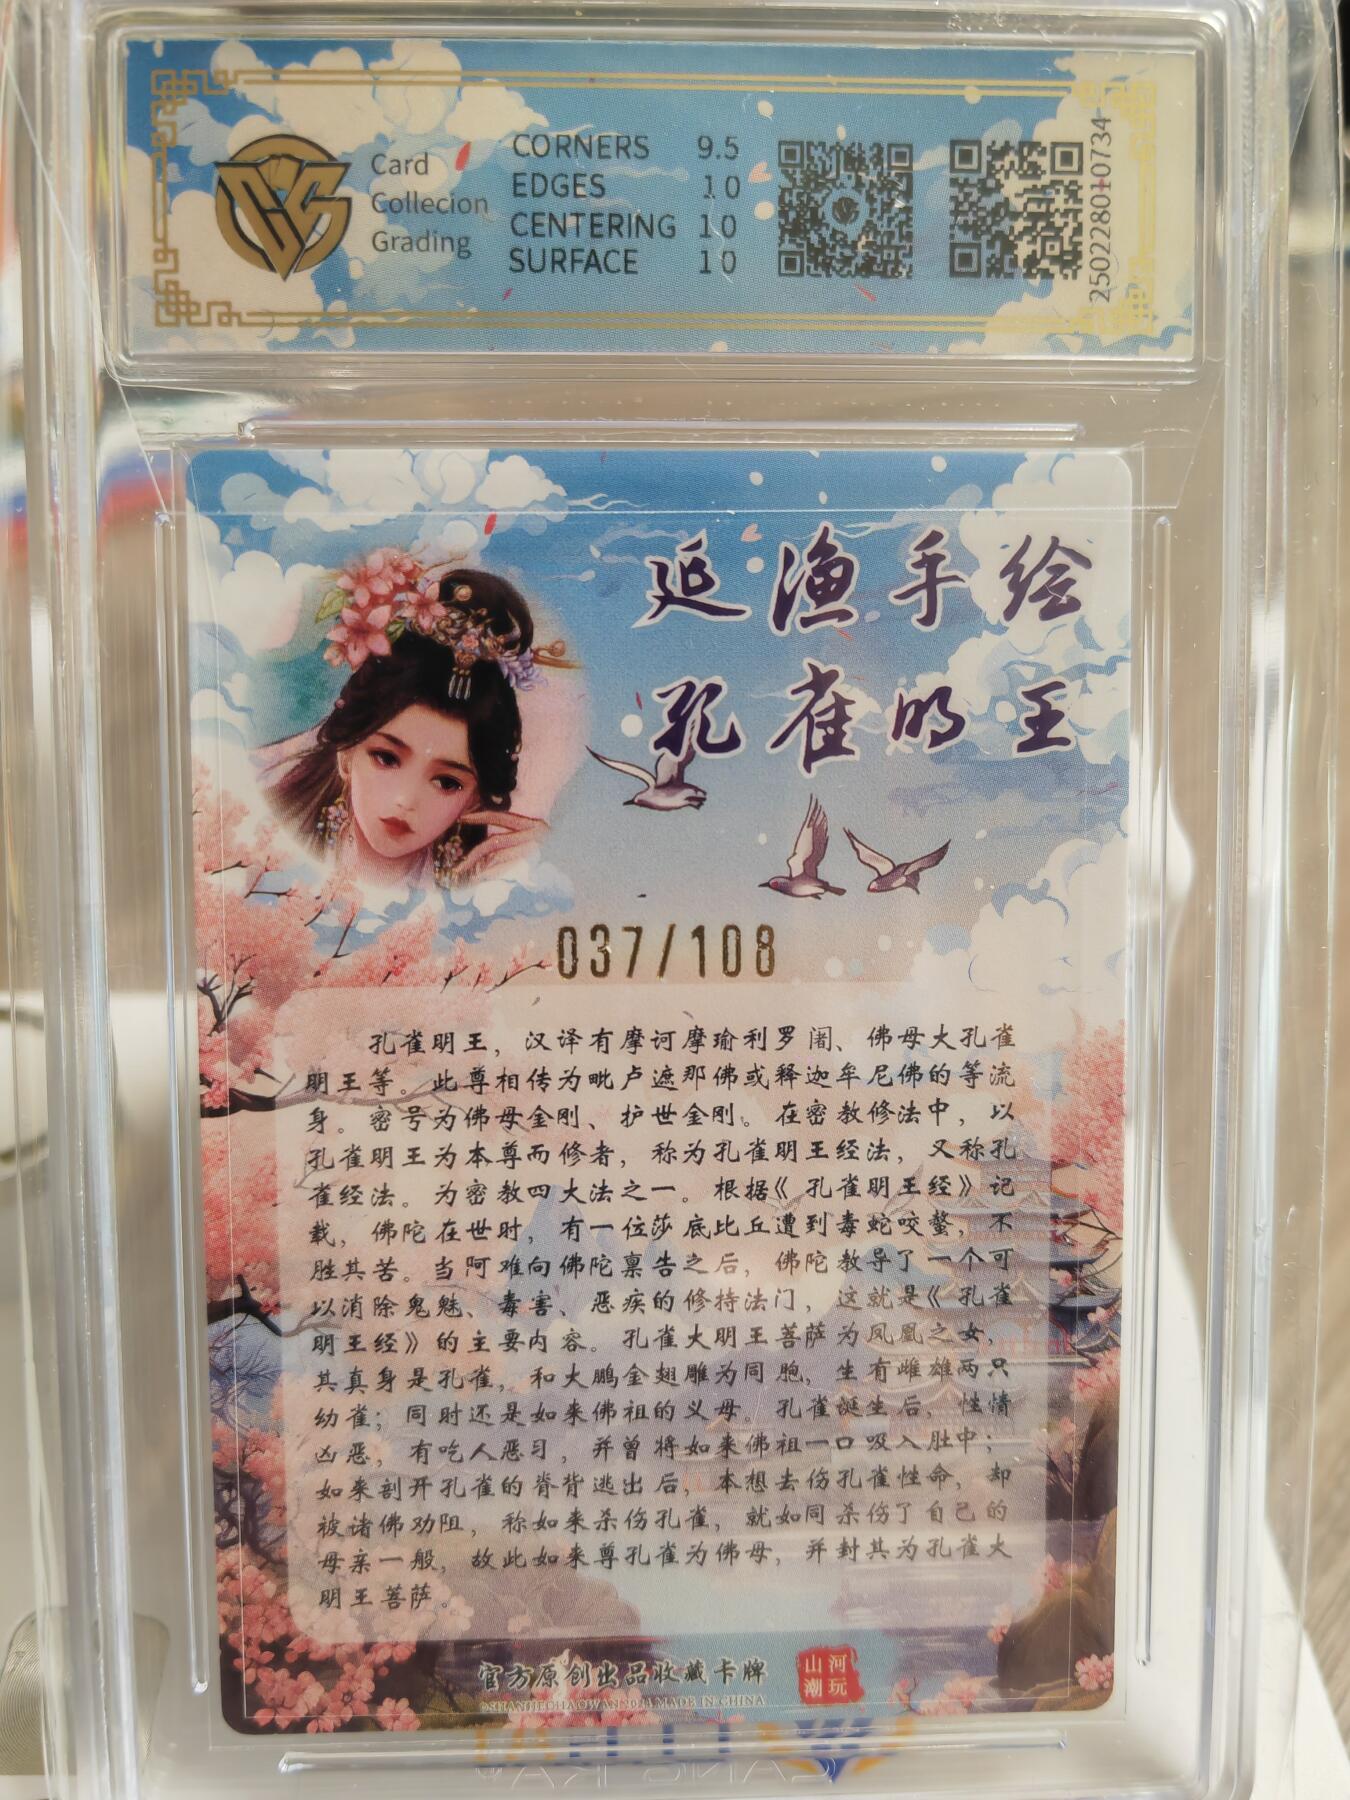 Card
Collecion
Grading
CORNERS 9.5
EDGES 10
CENTERING 10
SURFACE 10
250228010734
延渔手绘
孔雀明王
037/108
孔雀明王，汉译有摩诃摩瑜利罗阇、佛母大孔雀
明王等。此尊相传为毗卢遮那佛或释迦牟尼佛的等流
身。密号为佛母金刚、护世金刚。在密教修法中，以
孔雀明王为本尊而修者，称为孔雀明王经法，又称孔
雀经法。为密教四大法之一。根据《孔雀明王经》记
载，佛陀在世时，有一位莎底比丘遭到毒蛇咬螫，不
胜其苦。当阿难向佛陀禀告之后，佛陀教导了一个可
以消除鬼魅、毒害、恶疾的修持法门，这就是《孔雀
明王经》的主要内容。孔雀大明王菩萨为凤凰之女，
其真身是孔雀，和大鹏金翅雕为同胞，生有雌雄两只
幼雀；同时还是如来佛祖的义母。孔雀诞生后，性情
凶恶，有吃人恶习，并曾将如来佛祖一口吸入肚中；
如来剖开孔雀的脊背逃出后，本想去伤孔雀性命，却
被诸佛劝阻，称如来杀伤孔雀，就如同杀伤了自己的
母亲一般，故此如来尊孔雀为佛母，并封其为孔雀大
明王菩萨。
官方原创出品收藏卡牌
©SHANHECHAOWAN2024 MADE IN CHINA
山河
潮玩